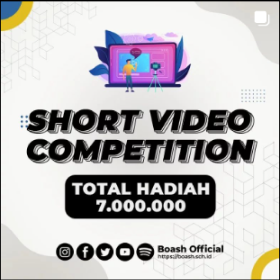 SHORT VIDEO
COMPETITION
TOTAL HADIAH
7.000.000
Boash Official
https://boash.sch.id